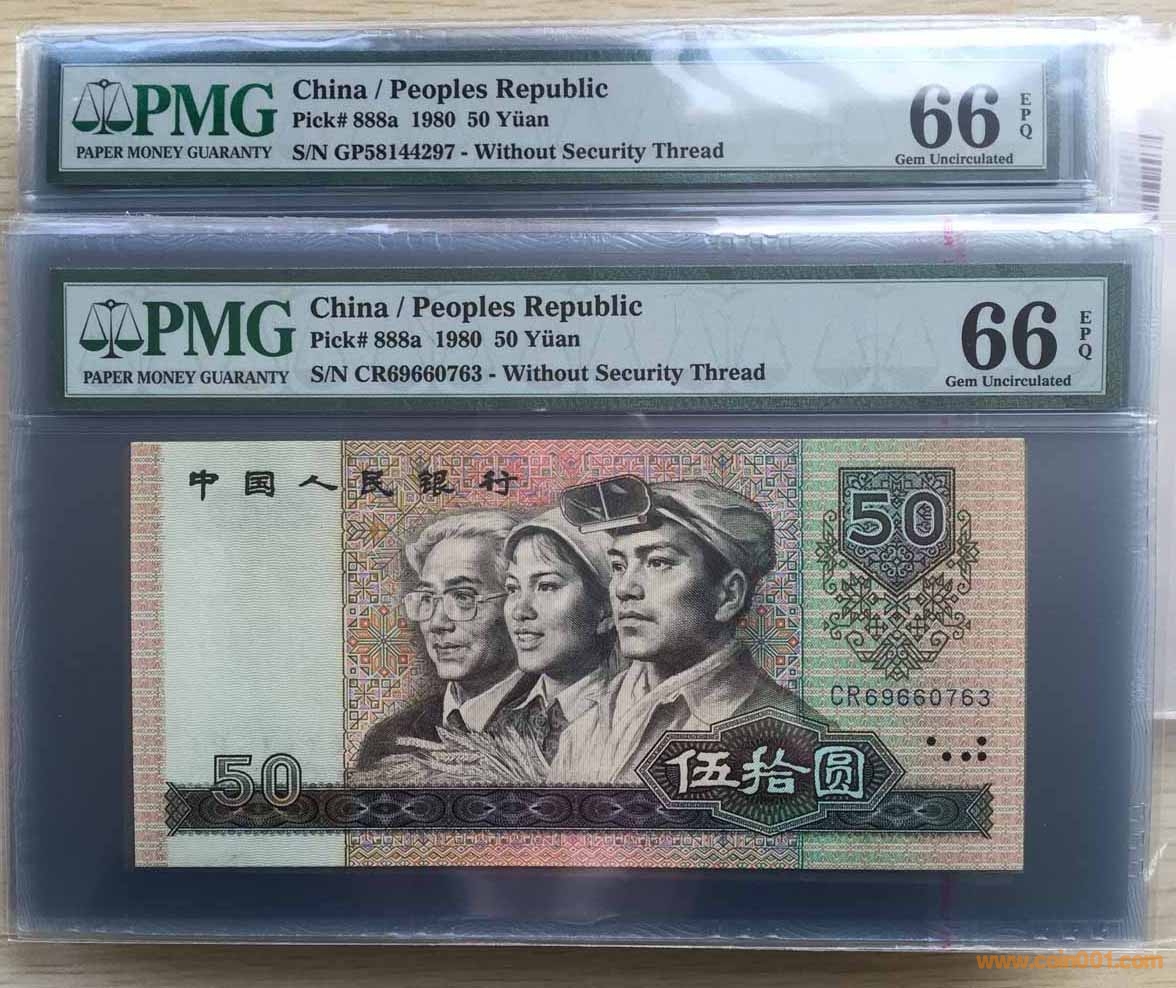 PMG
PAPER MONEY GUARANTY
China / Peoples Republic
Pick# 888a 1980 50 Yüan
S/N GP58144297 - Without Security Thread
66 EPQ
Gem Uncirculated
PMG
PAPER MONEY GUARANTY
China / Peoples Republic
Pick# 888a 1980 50 Yüan
S/N CR69660763 - Without Security Thread
66 EPQ
Gem Uncirculated
中国人民银行
50
CR69660763
50
伍拾圆
www.coin001.com